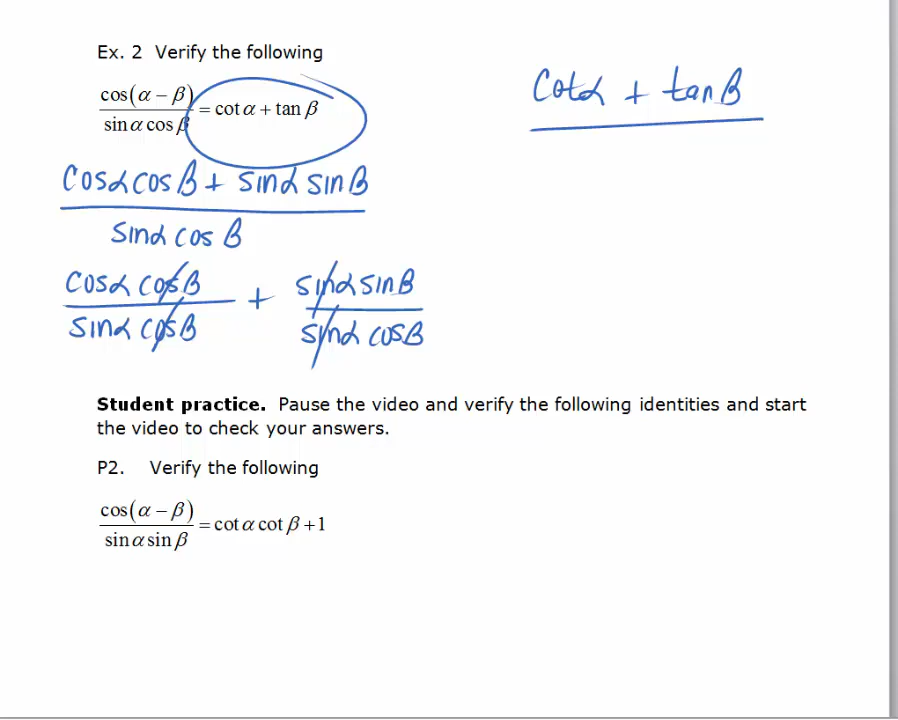 Ex. 2 Verify the following
cos(α − β)
sin α cos β
= cot α + tan β
cotα + tanβ
cosα cosβ + sinα sinβ
sinα cosβ
cosα cosβ + sinα sinβ
sinα cosβ sinα cosβ
Student practice. Pause the video and verify the following identities and start
the video to check your answers.
P2. Verify the following
cos(α − β)
sin α sin β
= cot α cot β + 1